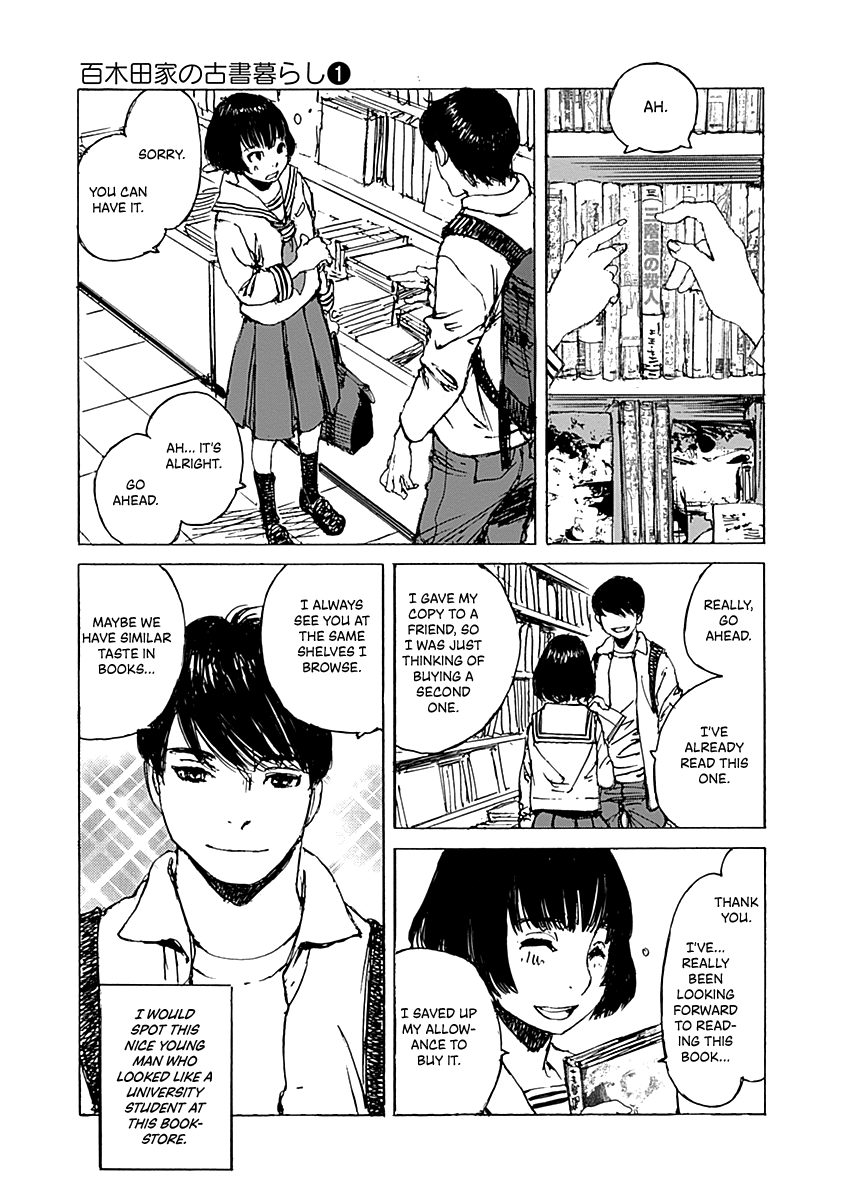 百木田家の古書暮らし❶
AH.
三階建の殺人
SORRY.
YOU CAN
HAVE IT.
AH... IT'S
ALRIGHT.
GO
AHEAD.
REALLY,
GO
AHEAD.
I'VE
ALREADY
READ THIS
ONE.
I GAVE MY
COPY TO A
FRIEND, SO
I WAS JUST
THINKING OF
BUYING A
SECOND
ONE.
THANK
YOU.
I'VE...
REALLY
BEEN
LOOKING
FORWARD
TO READ-
ING THIS
BOOK...
I SAVED UP
MY ALLOW-
ANCE TO
BUY IT.
I ALWAYS
SEE YOU AT
THE SAME
SHELVES I
BROWSE.
MAYBE WE
HAVE SIMILAR
TASTE IN
BOOKS...
I WOULD
SPOT THIS
NICE YOUNG
MAN WHO
LOOKED LIKE A
UNIVERSITY
STUDENT AT
THIS BOOK-
STORE.